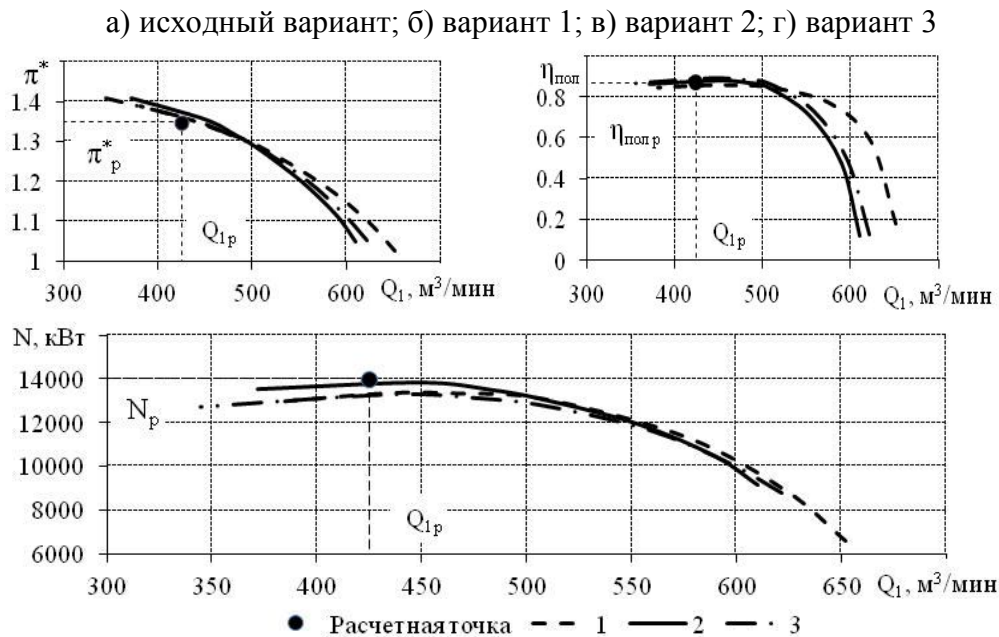 а) исходный вариант; б) вариант 1; в) вариант 2; г) вариант 3
π*
1.4
1.3
1.2
1.1
1
π*р
Q1р
300
400
500
600
Q1, м³/мин
ηпол
0.8
0.6
0.4
0.2
0
ηпол р
Q1р
300
400
500
600
Q1, м³/мин
N, кВт
14000
12000
10000
8000
6000
Nр
Q1р
300
350
400
450
500
550
600
650
Q1, м³/мин
Расчетная точка 1 2 3